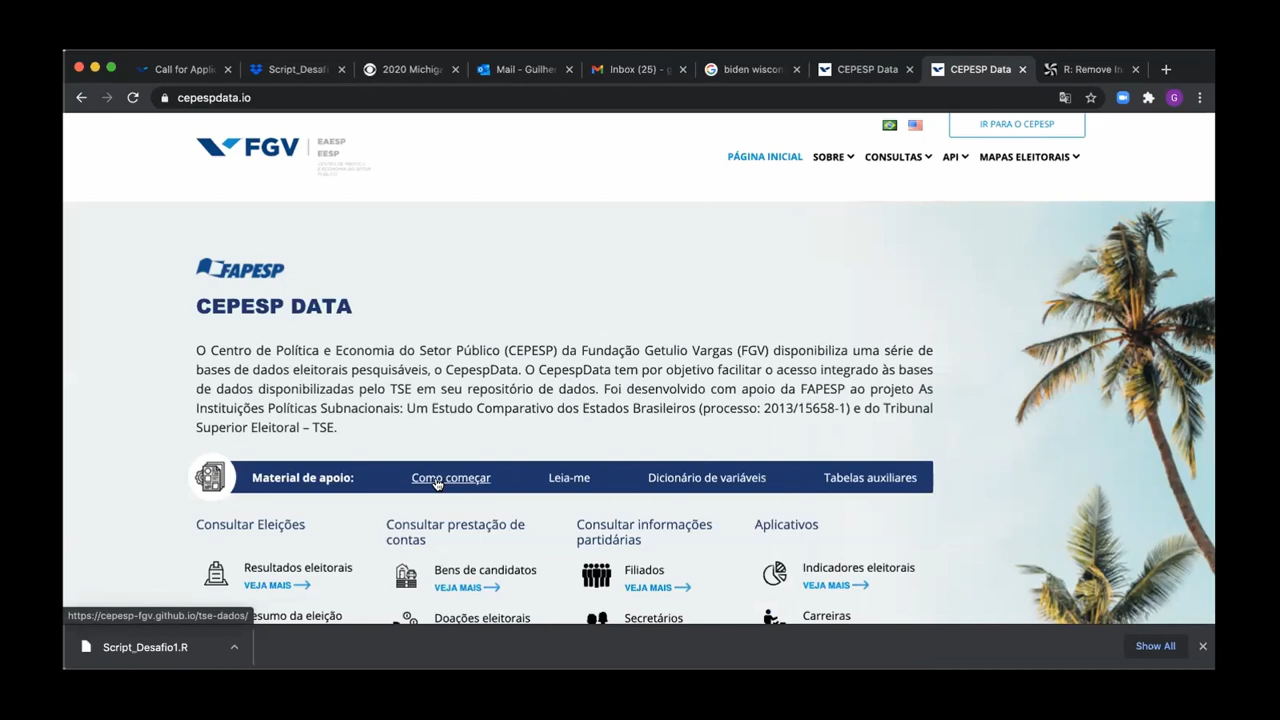 Call for Appli
Script_Desafi
2020 Michiga
Mail - Guilhe
Inbox (25) - g
biden wiscon
CEPESP Data
CEPESP Data
R: Remove In
cepespdata.io
G
IR PARA O CEPESP
FGV
EAESP
EESP
PÁGINA INICIAL SOBRE CONSULTAS API MAPAS ELEITORAIS
FAPESP
CEPESP DATA
O Centro de Política e Economia do Setor Público (CEPESP) da Fundação Getulio Vargas (FGV) disponibiliza uma série de
bases de dados eleitorais pesquisáveis, o CepespData. O CepespData tem por objetivo facilitar o acesso integrado às bases
de dados disponibilizadas pelo TSE em seu repositório de dados. Foi desenvolvido com apoio da FAPESP ao projeto As
Instituições Políticas Subnacionais: Um Estudo Comparativo dos Estados Brasileiros (processo: 2013/15658-1) e do Tribunal
Superior Eleitoral – TSE.
Material de apoio: Como começar Leia-me Dicionário de variáveis Tabelas auxiliares
Consultar Eleições
Consultar prestação de
contas
Consultar informações
partidárias
Aplicativos
Resultados eleitorais
VEJA MAIS
Bens de candidatos
VEJA MAIS
Filiados
VEJA MAIS
Indicadores eleitorais
VEJA MAIS
esumo da eleição
Doações eleitorais
Secretários
Carreiras
https://cepesp-fgv.github.io/tse-dados/
Script_Desafio1.R
Show All